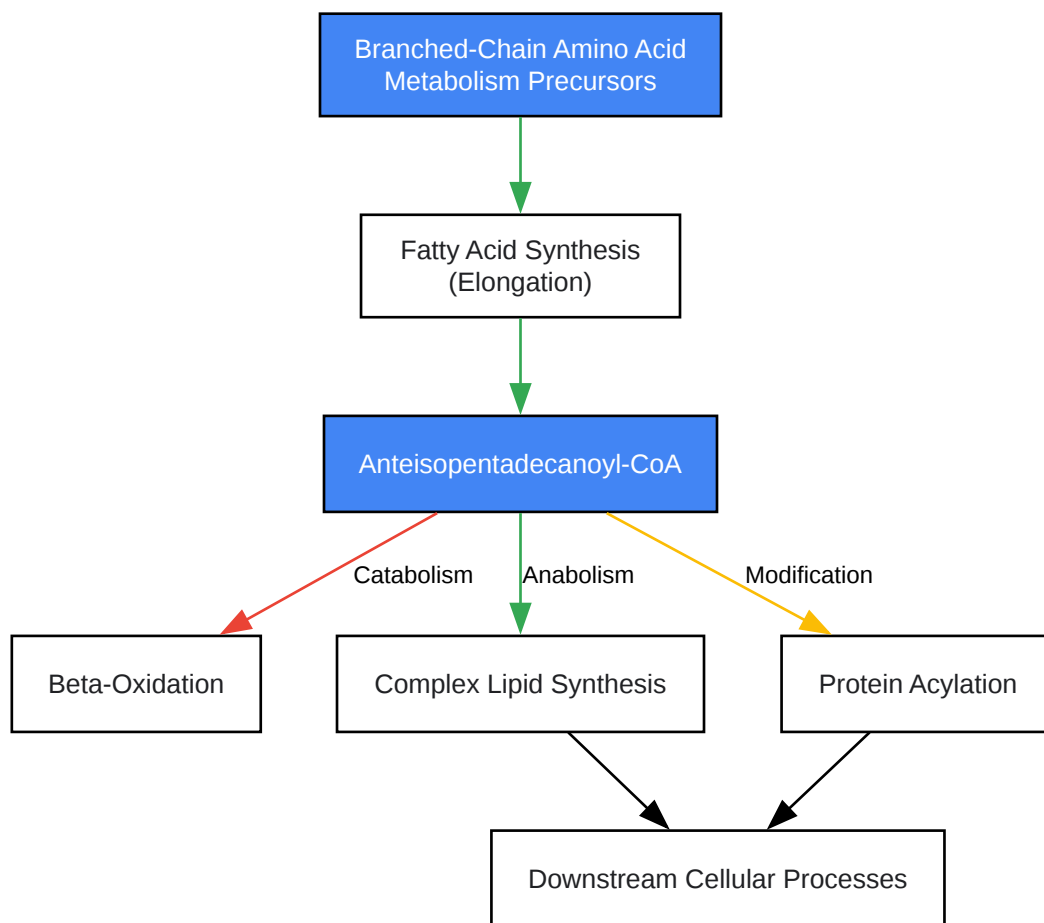 Branched-Chain Amino Acid
Metabolism Precursors
Fatty Acid Synthesis
(Elongation)
Anteisopentadecanoyl-CoA
Catabolism
Anabolism
Modification
Beta-Oxidation
Complex Lipid Synthesis
Protein Acylation
Downstream Cellular Processes